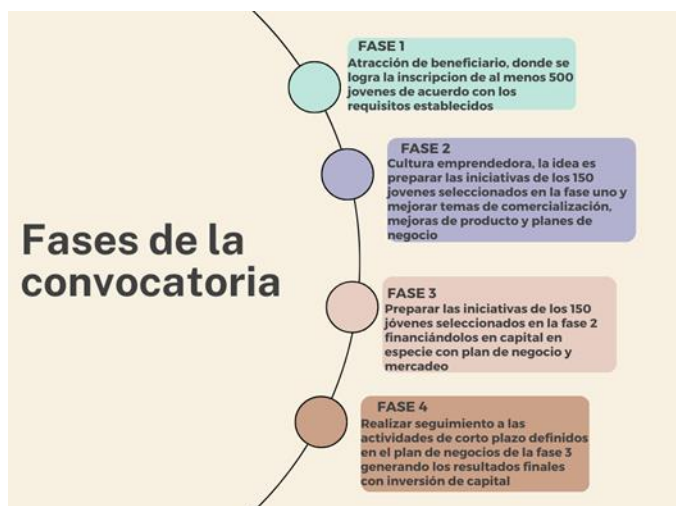 Fases de la
convocatoria
FASE 1
Atracción de beneficiario, donde se
logra la inscripcion de al menos 500
jovenes de acuerdo con los
requisitos establecidos
FASE 2
Cultura emprendedora, la idea es
preparar las iniciativas de los 150
jovenes seleccionados en la fase uno y
mejorar temas de comercialización,
mejoras de producto y planes de
negocio
FASE 3
Preparar las iniciativas de los 150
jóvenes seleccionados en la fase 2
financiándolos en capital en
especie con plan de negocio y
mercadeo
FASE 4
Realizar seguimiento a las
actividades de corto plazo definidos
en el plan de negocios de la fase 3
generando los resultados finales
con inversión de capital